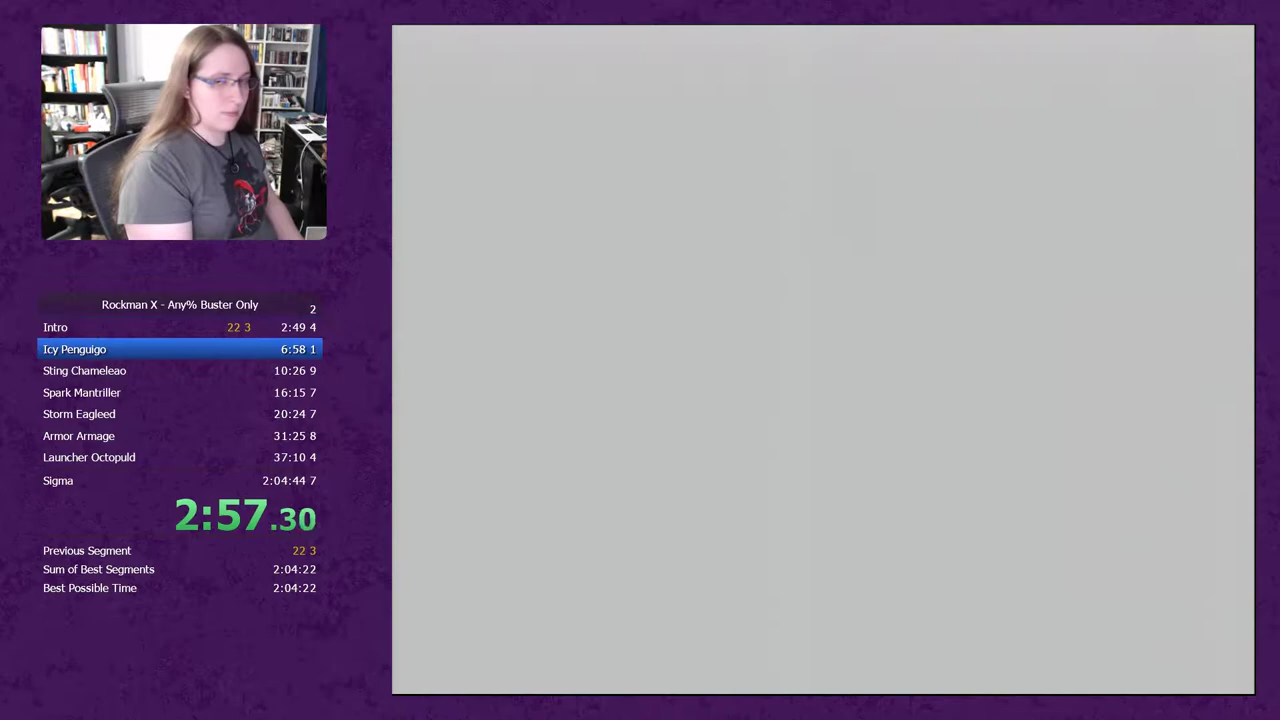 Rockman X - Any% Buster Only
2
Intro 22 3 2:49 4
Icy Penguigo 6:58 1
Sting Chameleao 10:26 9
Spark Mantriller 16:15 7
Storm Eagleed 20:24 7
Armor Armage 31:25 8
Launcher Octopuld 37:10 4
Sigma 2:04:44 7
2:57.30
Previous Segment 22 3
Sum of Best Segments 2:04:22
Best Possible Time 2:04:22